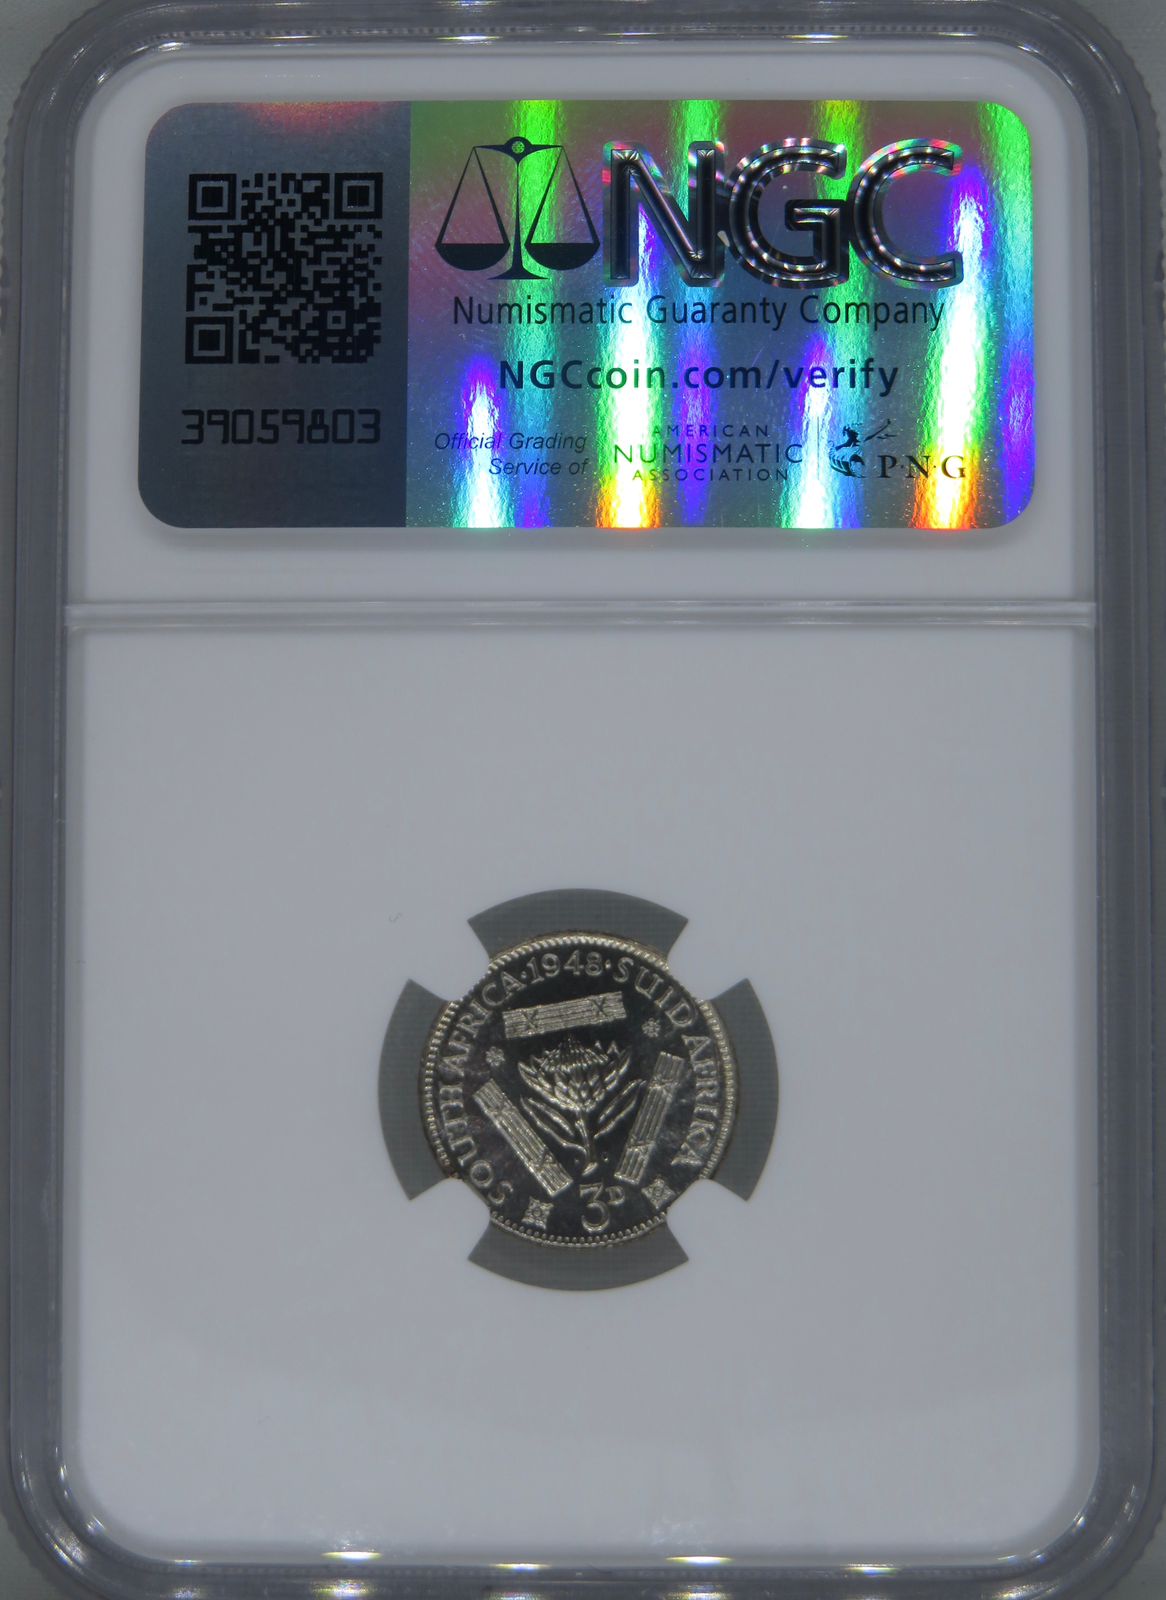 NGC
Numismatic Guaranty Company
NGCcoin.com/verify
39059803
Official Grading
Service of
AMERICAN
NUMISMATIC
ASSOCIATION
P·N·G
SOUTH AFRICA·1948·SUID AFRIKA
3D